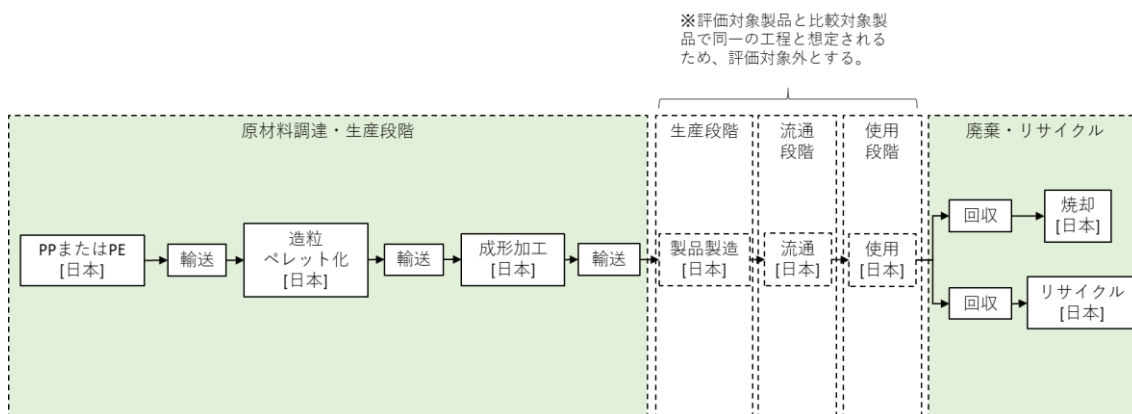 ※評価対象製品と比較対象製
品で同一の工程と想定される
ため、評価対象外とする。
原材料調達・生産段階
生産段階
流通
段階
使用
段階
廃棄・リサイクル
PPまたはPE
[日本]
輸送
造粒
ペレット化
[日本]
輸送
成形加工
[日本]
輸送
製品製造
[日本]
流通
[日本]
使用
[日本]
回収
焼却
[日本]
回収
リサイクル
[日本]